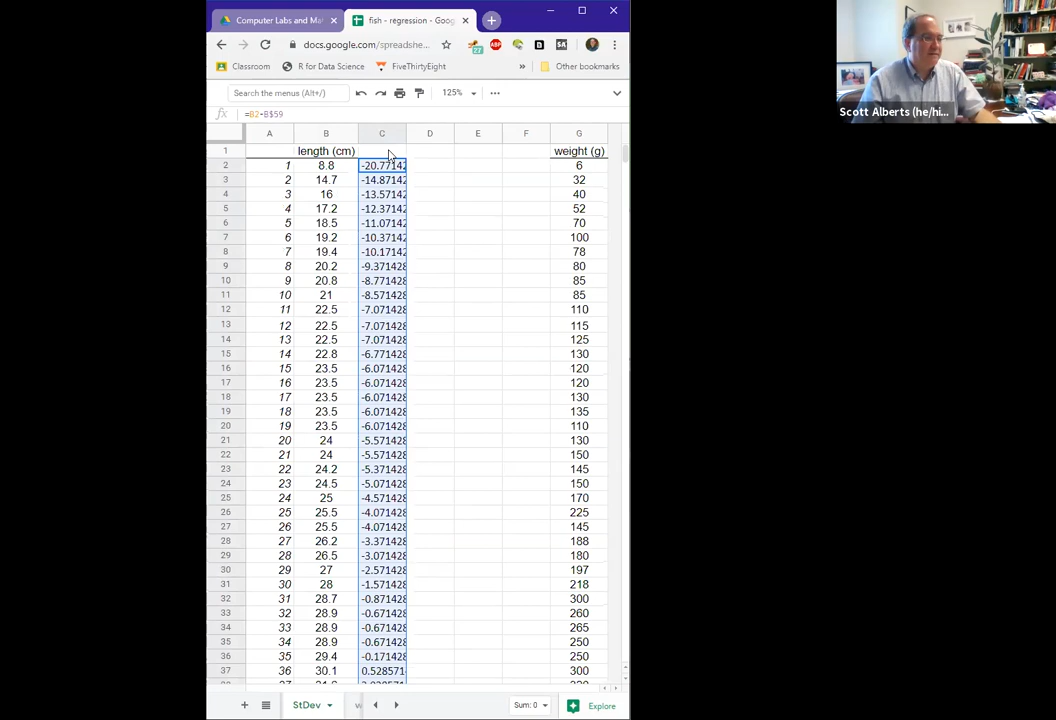 Computer Labs and Ma
fish - regression - Goog
docs.google.com/spreadshe...
27
ABP
Classroom
R for Data Science
FiveThirtyEight
»
Other bookmarks
Search the menus (Alt+/)
125%
fx =B2-B$59
A B C D E F G
1 length (cm) weight (g)
2 1 8.8 -20.77142 6
3 2 14.7 -14.87142 32
4 3 16 -13.57142 40
5 4 17.2 -12.37142 52
6 5 18.5 -11.07142 70
7 6 19.2 -10.37142 100
8 7 19.4 -10.17142 78
9 8 20.2 -9.371428 80
10 9 20.8 -8.771428 85
11 10 21 -8.571428 85
12 11 22.5 -7.071428 110
13 12 22.5 -7.071428 115
14 13 22.5 -7.071428 125
15 14 22.8 -6.771428 130
16 15 23.5 -6.071428 120
17 16 23.5 -6.071428 120
18 17 23.5 -6.071428 130
19 18 23.5 -6.071428 135
20 19 23.5 -6.071428 110
21 20 24 -5.571428 130
22 21 24 -5.571428 150
23 22 24.2 -5.371428 145
24 23 24.5 -5.071428 150
25 24 25 -4.571428 170
26 25 25.5 -4.071428 225
27 26 25.5 -4.071428 145
28 27 26.2 -3.371428 188
29 28 26.5 -3.071428 180
30 29 27 -2.571428 197
31 30 28 -1.571428 218
32 31 28.7 -0.871428 300
33 32 28.9 -0.671428 260
34 33 28.9 -0.671428 265
35 34 28.9 -0.671428 250
36 35 29.4 -0.171428 250
37 36 30.1 0.528571 300
StDev
Sum: 0
Explore
Scott Alberts (he/hi...